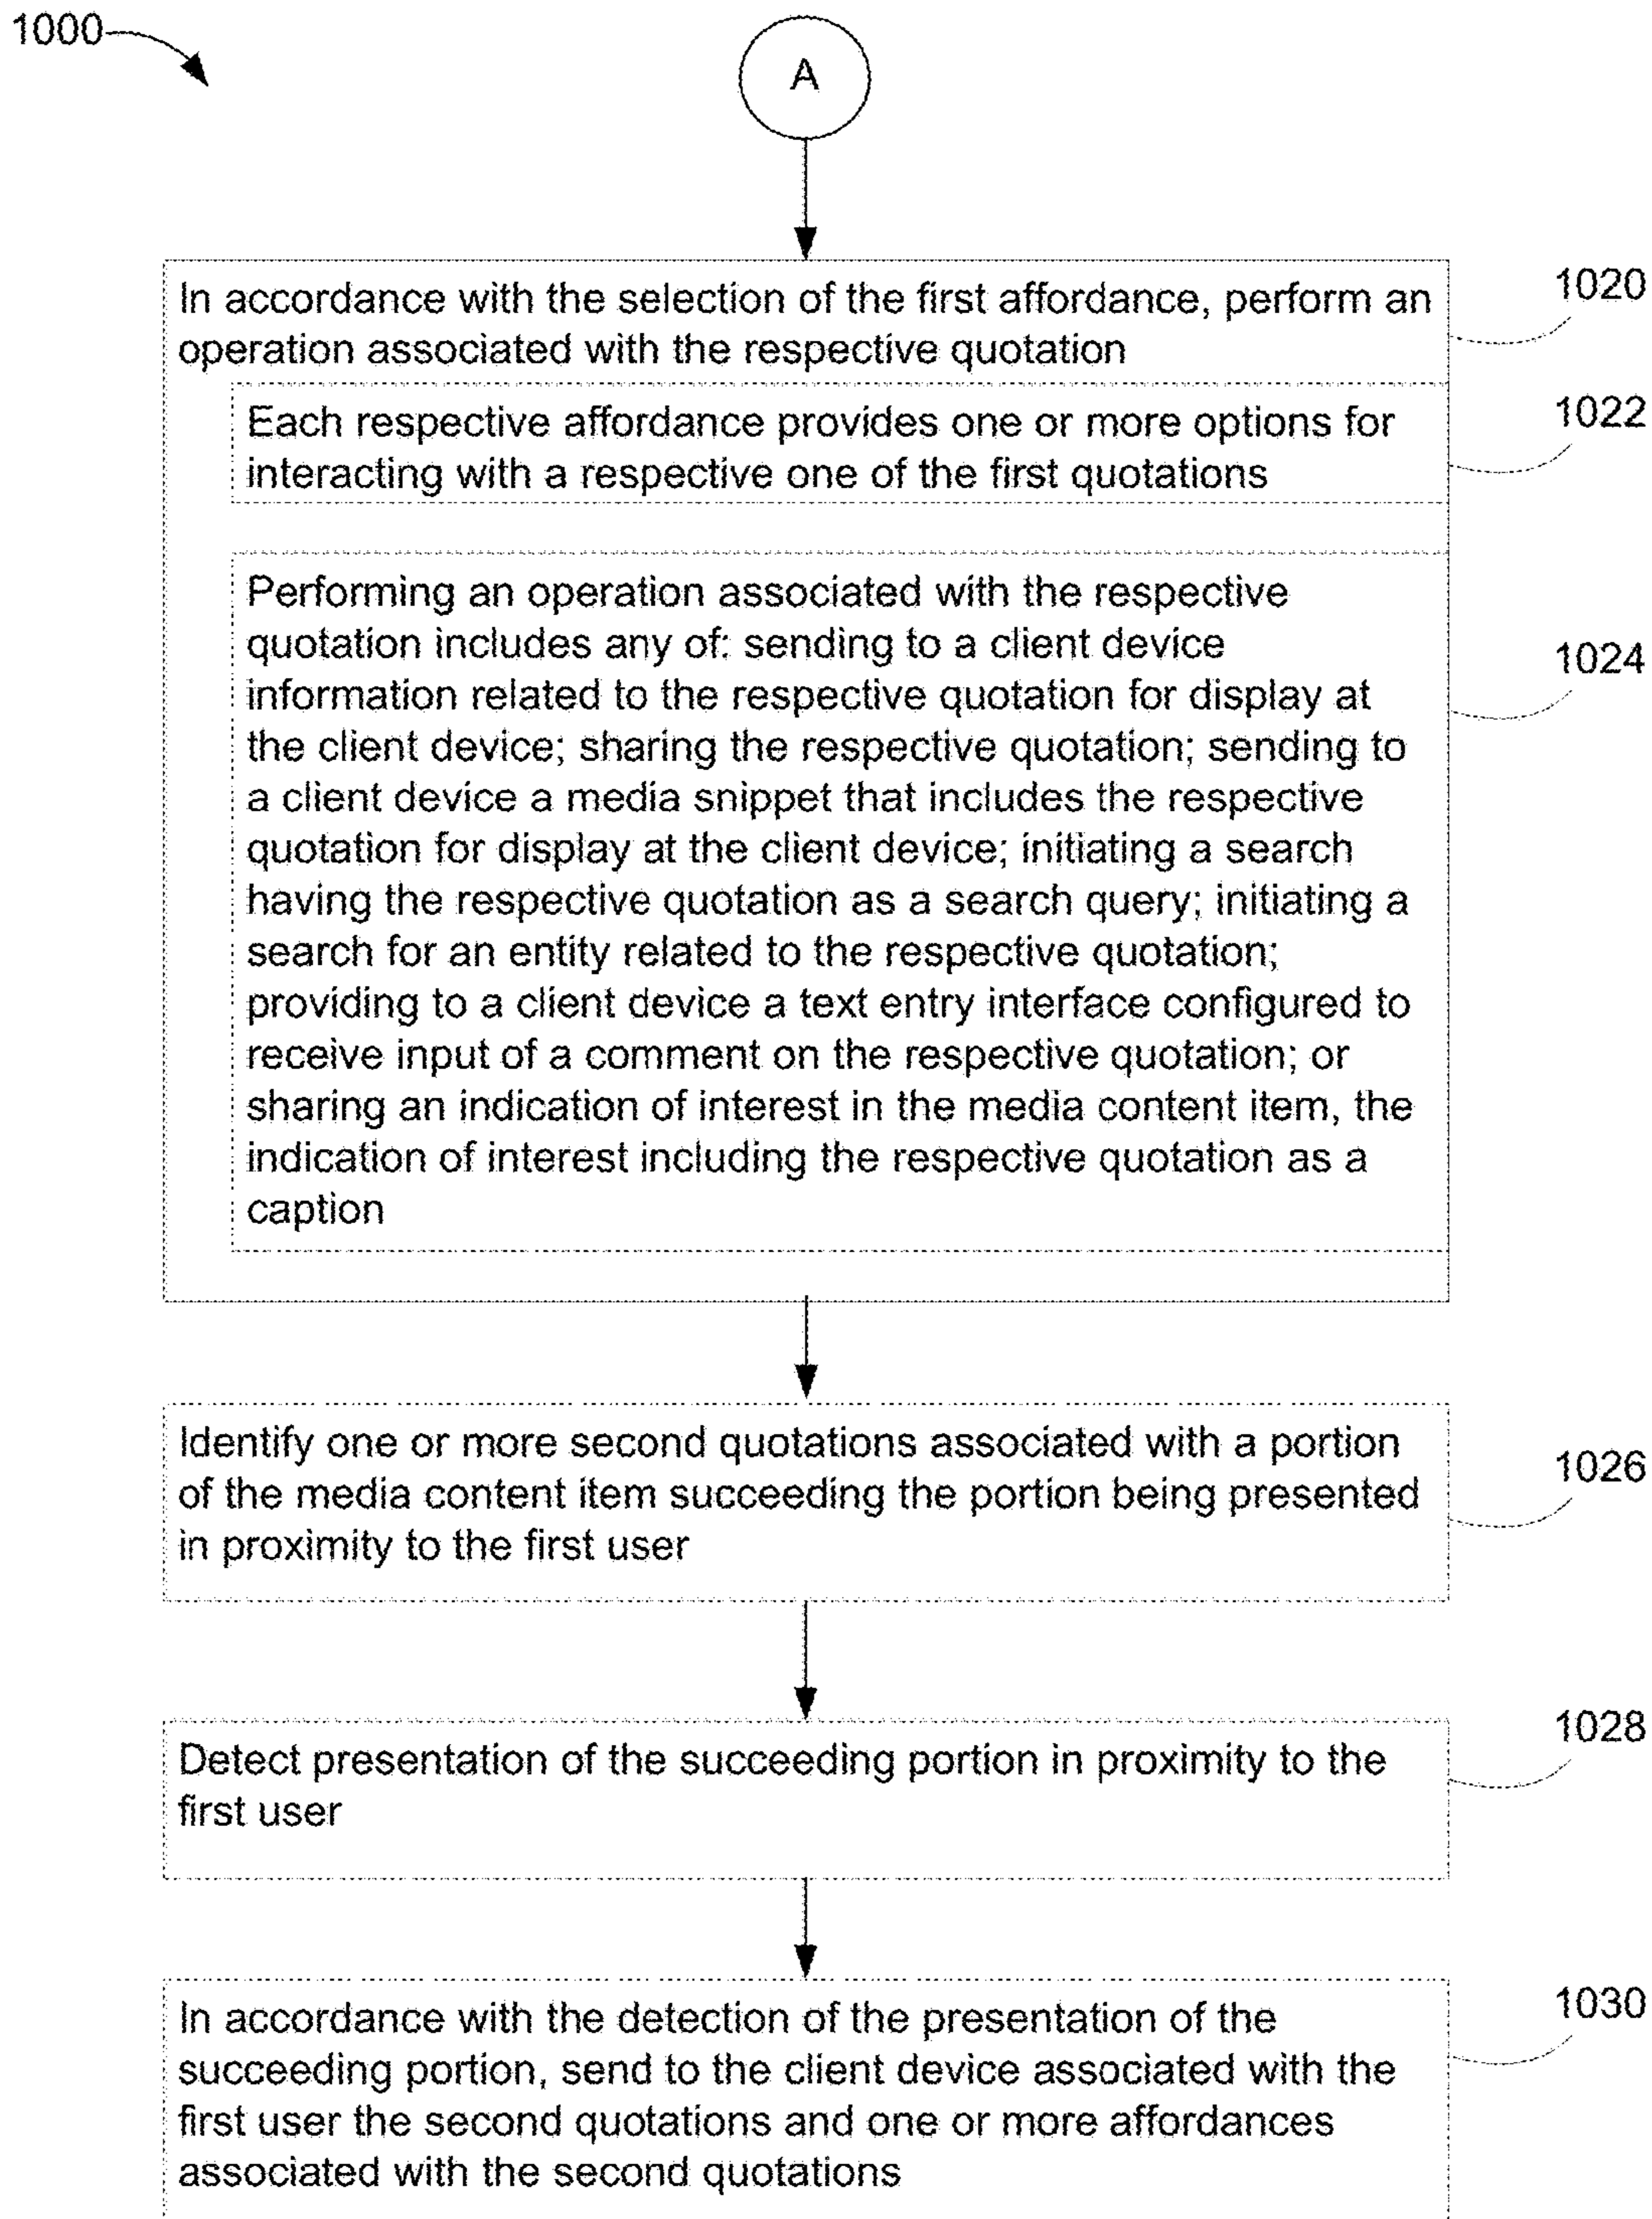 1000
A
In accordance with the selection of the first affordance, perform an
operation associated with the respective quotation
1020
Each respective affordance provides one or more options for
interacting with a respective one of the first quotations
1022
Performing an operation associated with the respective
quotation includes any of: sending to a client device
information related to the respective quotation for display at
the client device; sharing the respective quotation; sending to
a client device a media snippet that includes the respective
quotation for display at the client device; initiating a search
having the respective quotation as a search query; initiating a
search for an entity related to the respective quotation;
providing to a client device a text entry interface configured to
receive input of a comment on the respective quotation; or
sharing an indication of interest in the media content item, the
indication of interest including the respective quotation as a
caption
1024
Identify one or more second quotations associated with a portion
of the media content item succeeding the portion being presented
in proximity to the first user
1026
Detect presentation of the succeeding portion in proximity to the
first user
1028
In accordance with the detection of the presentation of the
succeeding portion, send to the client device associated with the
first user the second quotations and one or more affordances
associated with the second quotations
1030